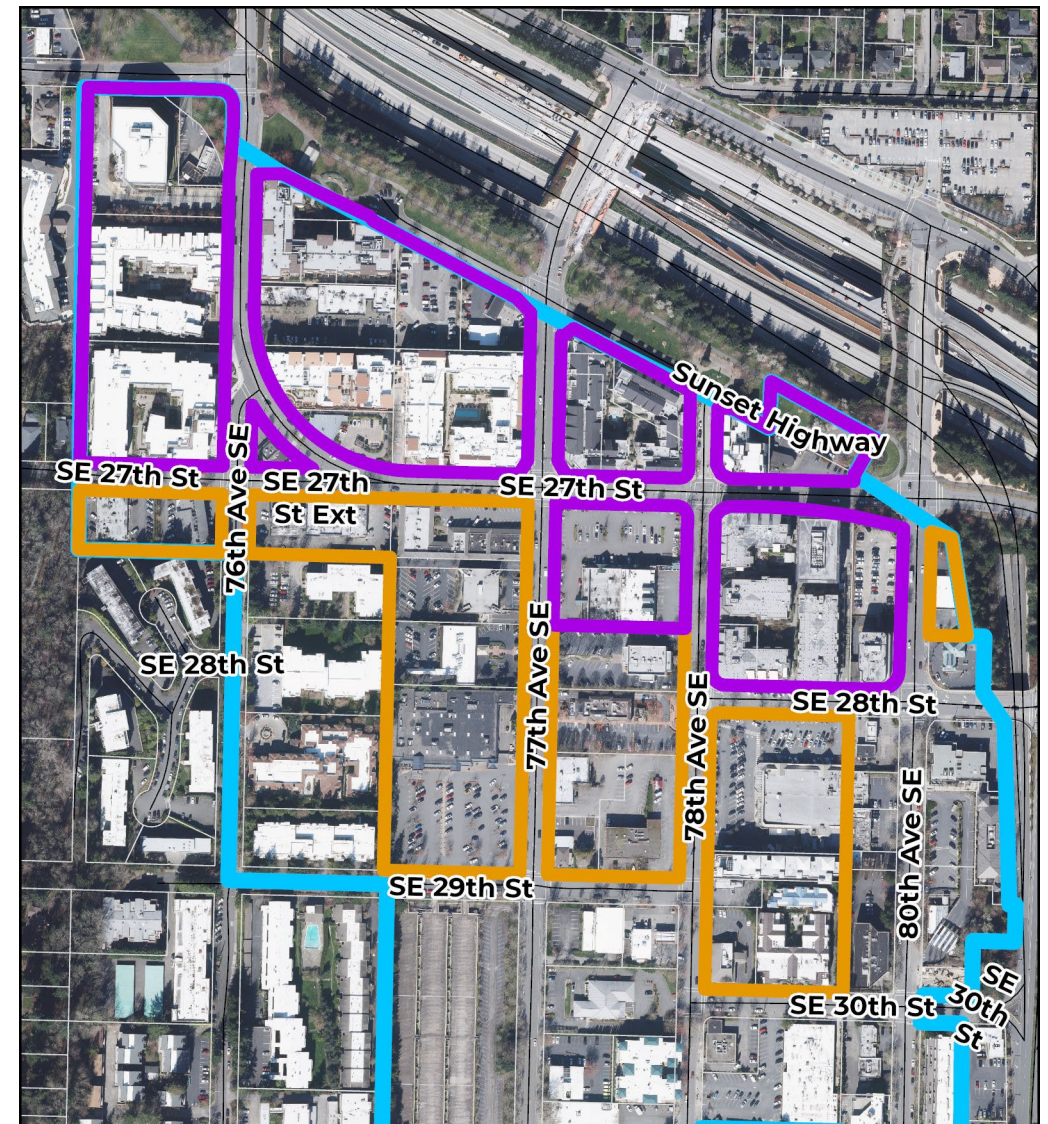 Sunset Highway
SE 27th St
76th Ave SE
SE 27th
St Ext
SE 27th St
SE 28th St
77th Ave SE
78th Ave SE
SE 28th St
80th Ave SE
SE 29th St
SE 30th St
SE
30th
St